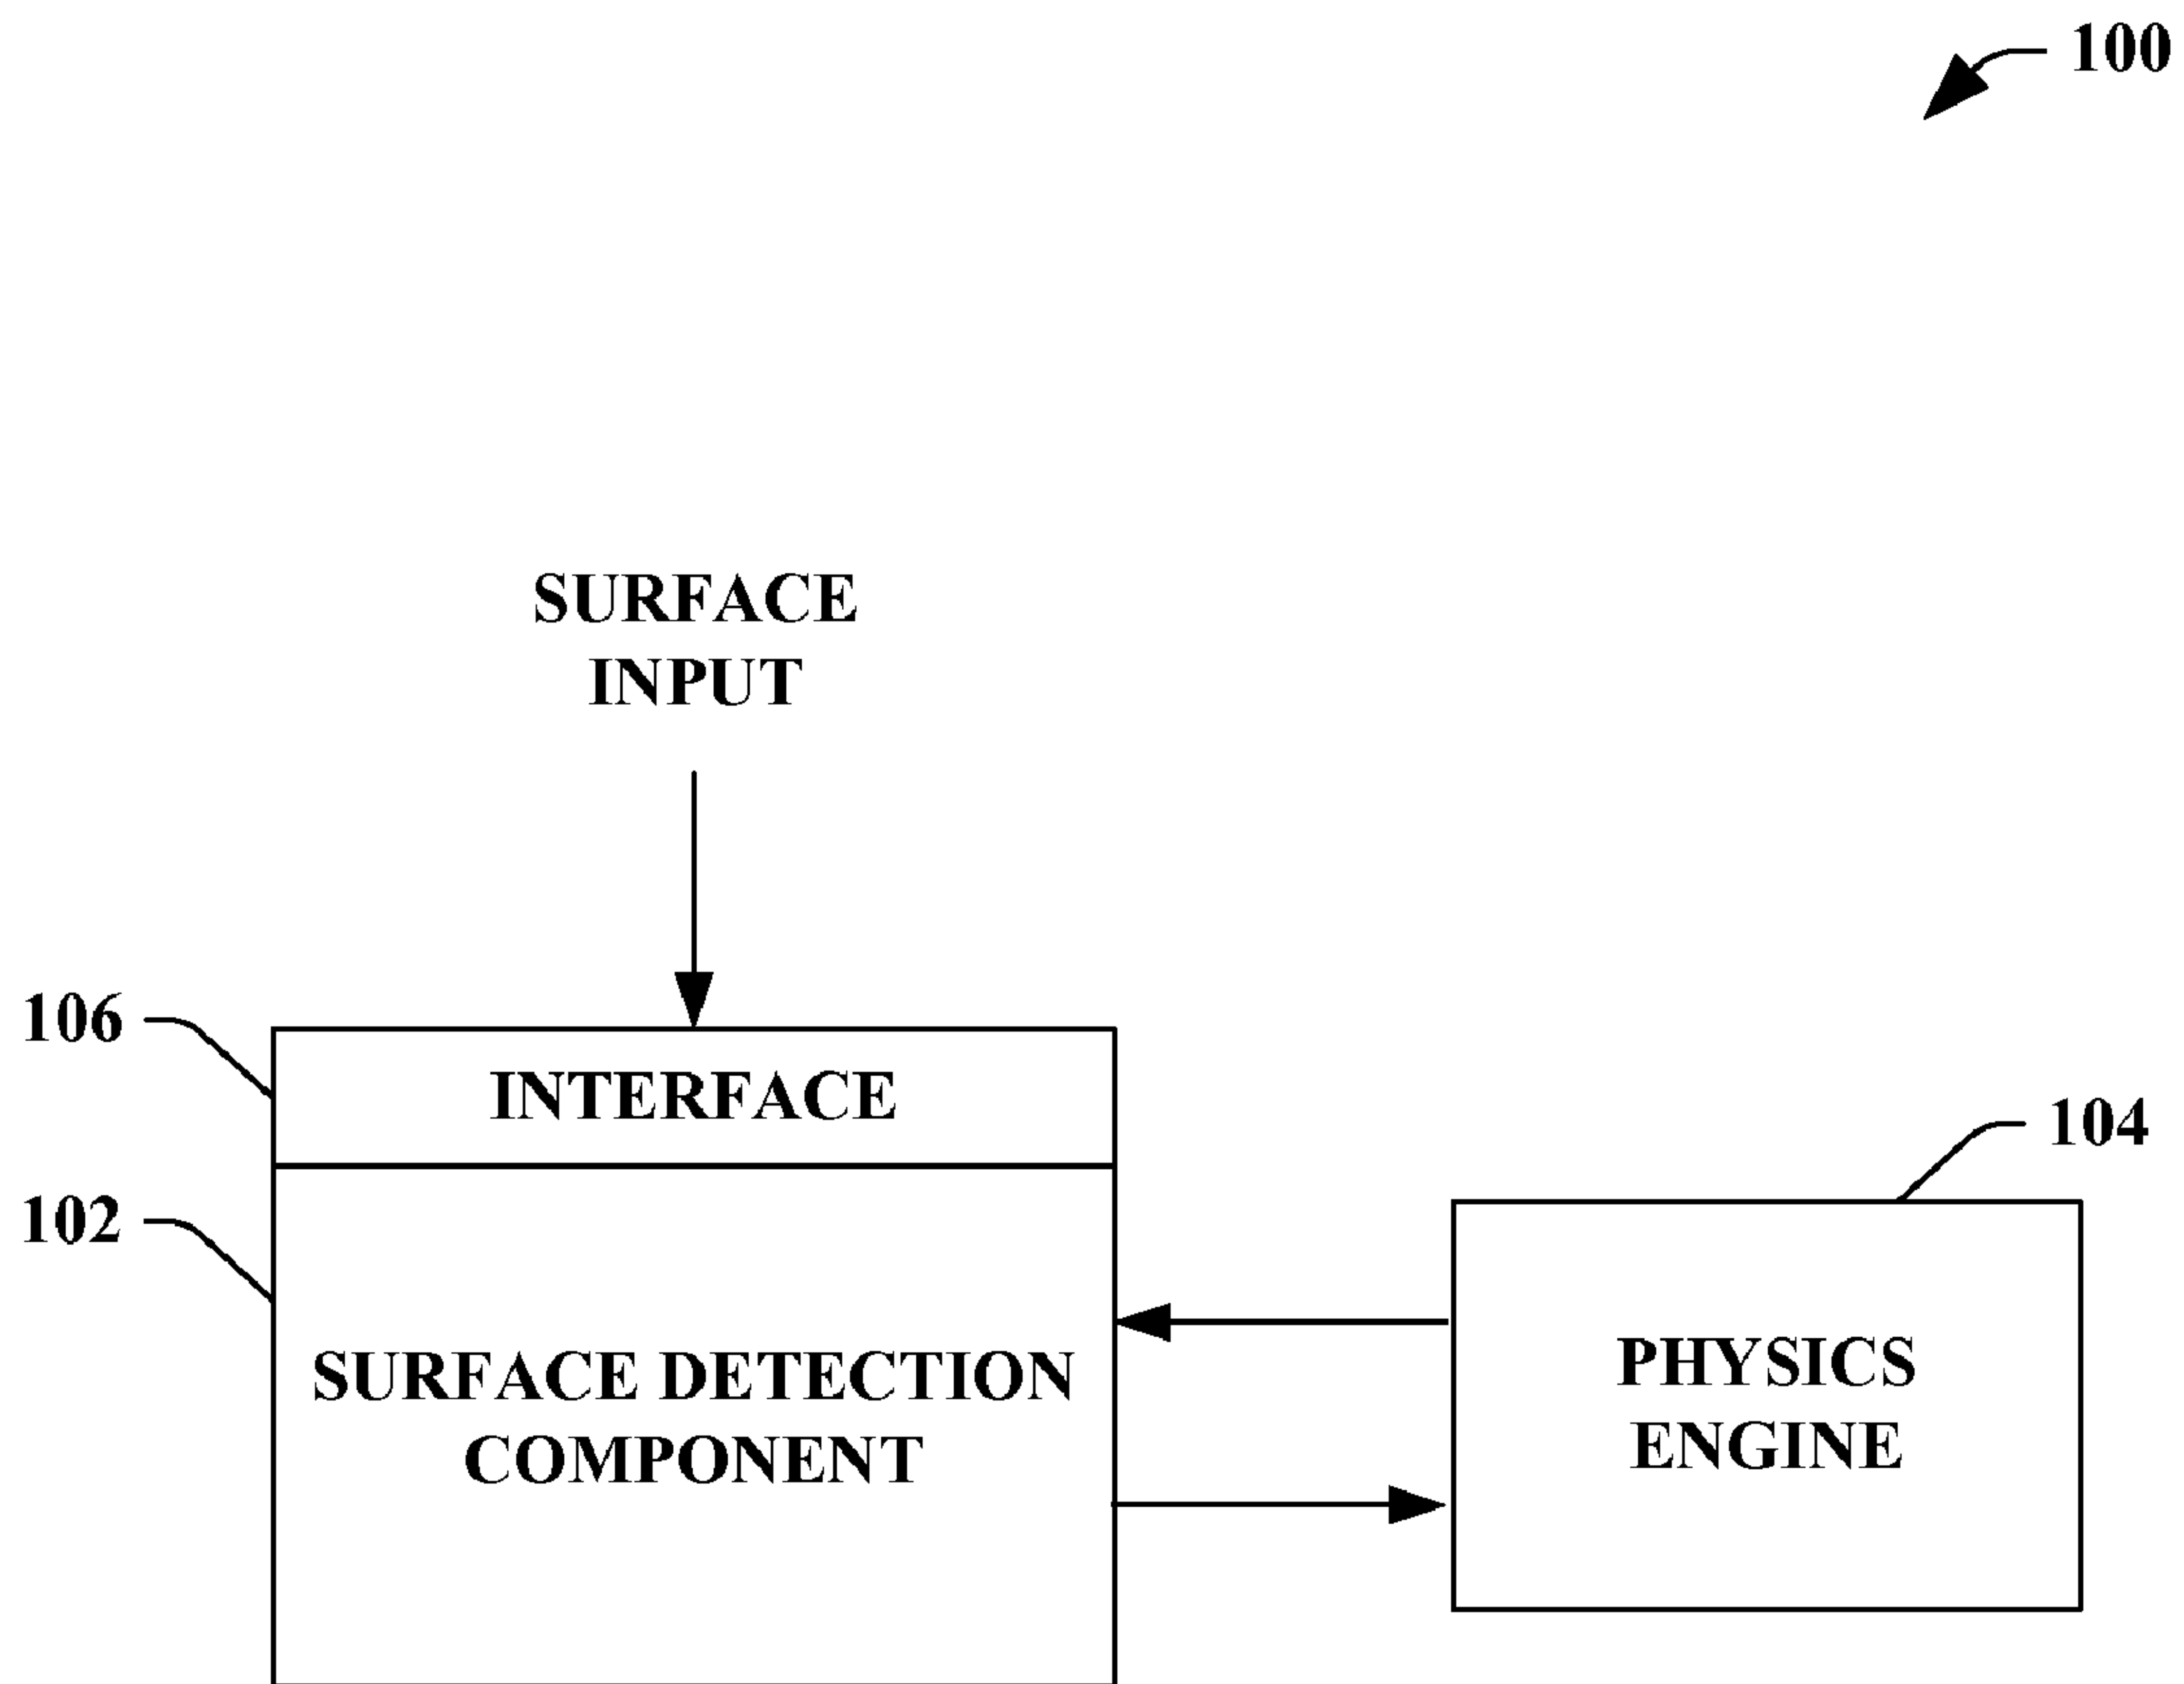 100
SURFACE
INPUT
106
INTERFACE
104
102
SURFACE DETECTION
COMPONENT
PHYSICS
ENGINE